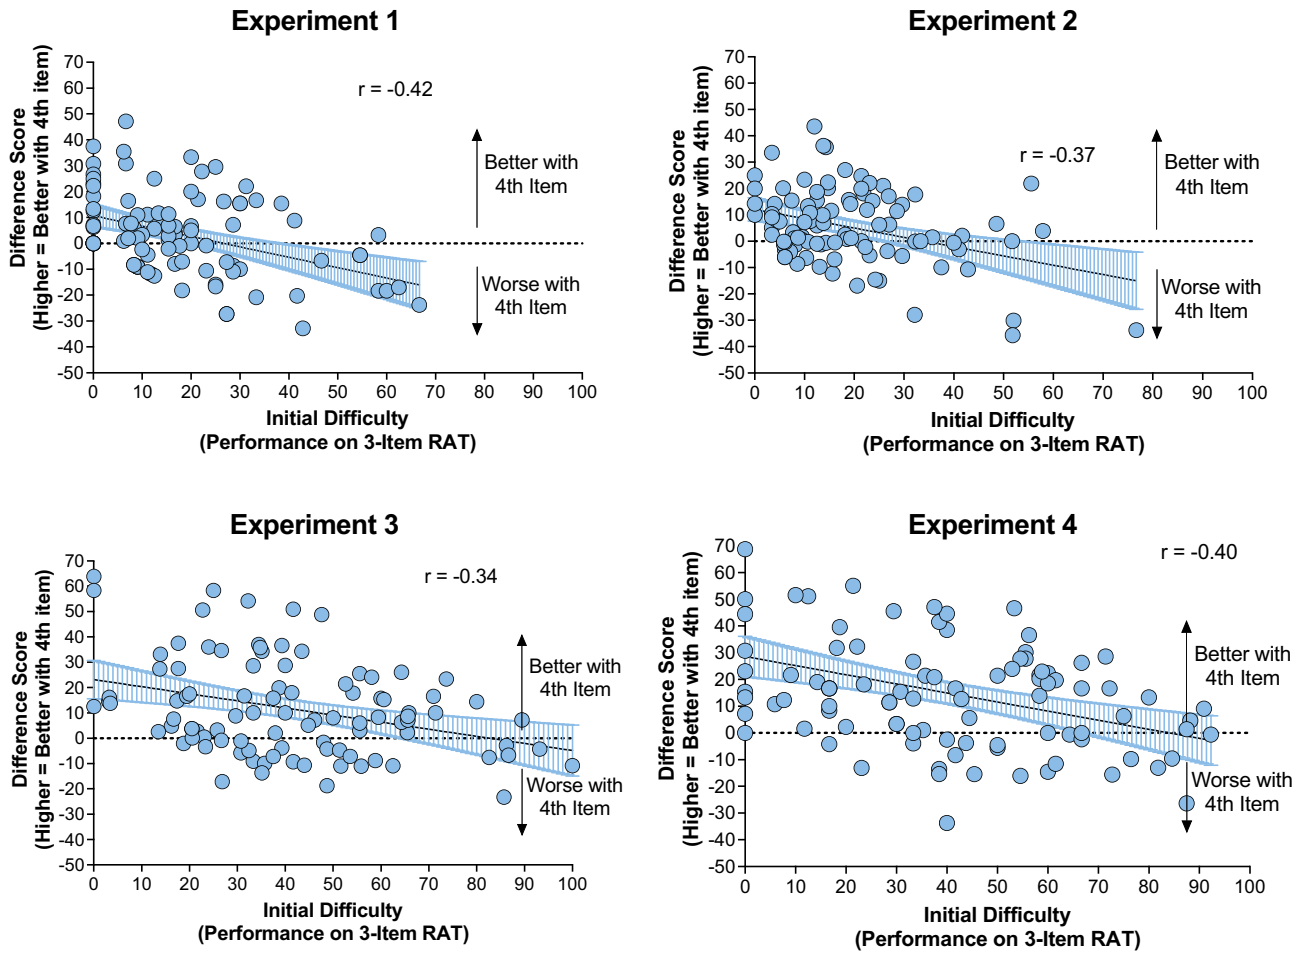 Experiment 1
Difference Score
(Higher = Better with 4th item)
70
60
50
40
30
20
10
0
-10
-20
-30
-40
-50
r = -0.42
Better with
4th Item
Worse with
4th Item
0 10 20 30 40 50 60 70 80 90 100
Initial Difficulty
(Performance on 3-Item RAT)
Experiment 2
Difference Score
(Higher = Better with 4th item)
70
60
50
40
30
20
10
0
-10
-20
-30
-40
-50
r = -0.37
Better with
4th Item
Worse with
4th Item
0 10 20 30 40 50 60 70 80 90 100
Initial Difficulty
(Performance on 3-Item RAT)
Experiment 3
Difference Score
(Higher = Better with 4th item)
70
60
50
40
30
20
10
0
-10
-20
-30
-40
-50
r = -0.34
Better with
4th Item
Worse with
4th Item
0 10 20 30 40 50 60 70 80 90 100
Initial Difficulty
(Performance on 3-Item RAT)
Experiment 4
Difference Score
(Higher = Better with 4th item)
70
60
50
40
30
20
10
0
-10
-20
-30
-40
-50
r = -0.40
Better with
4th Item
Worse with
4th Item
0 10 20 30 40 50 60 70 80 90 100
Initial Difficulty
(Performance on 3-Item RAT)